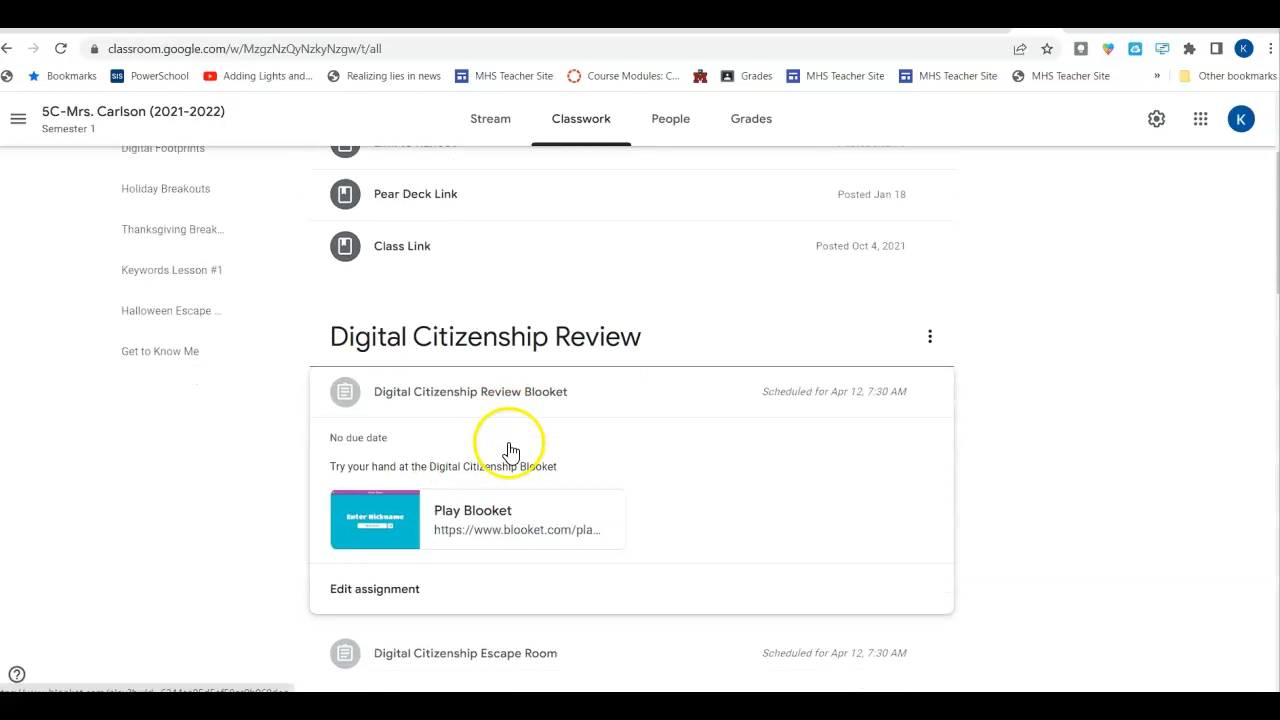 classroom.google.com/w/MzgzNzQyNzkyNzgw/t/all
Bookmarks SIS PowerSchool Adding Lights and... Realizing lies in news MHS Teacher Site Course Modules: C... Grades MHS Teacher Site MHS Teacher Site MHS Teacher Site » Other bookmarks
5C-Mrs. Carlson (2021-2022)
Semester 1
Stream Classwork People Grades
K
K
Digital Footprints
Holiday Breakouts
Thanksgiving Break...
Keywords Lesson #1
Halloween Escape ...
Get to Know Me
Pear Deck Link Posted Jan 18
Class Link Posted Oct 4, 2021
Digital Citizenship Review
Digital Citizenship Review Blooket Scheduled for Apr 12, 7:30 AM
No due date
Try your hand at the Digital Citizenship Blooket
Enter Nickname
Play Blooket
https://www.blooket.com/pla...
Edit assignment
Digital Citizenship Escape Room Scheduled for Apr 12, 7:30 AM